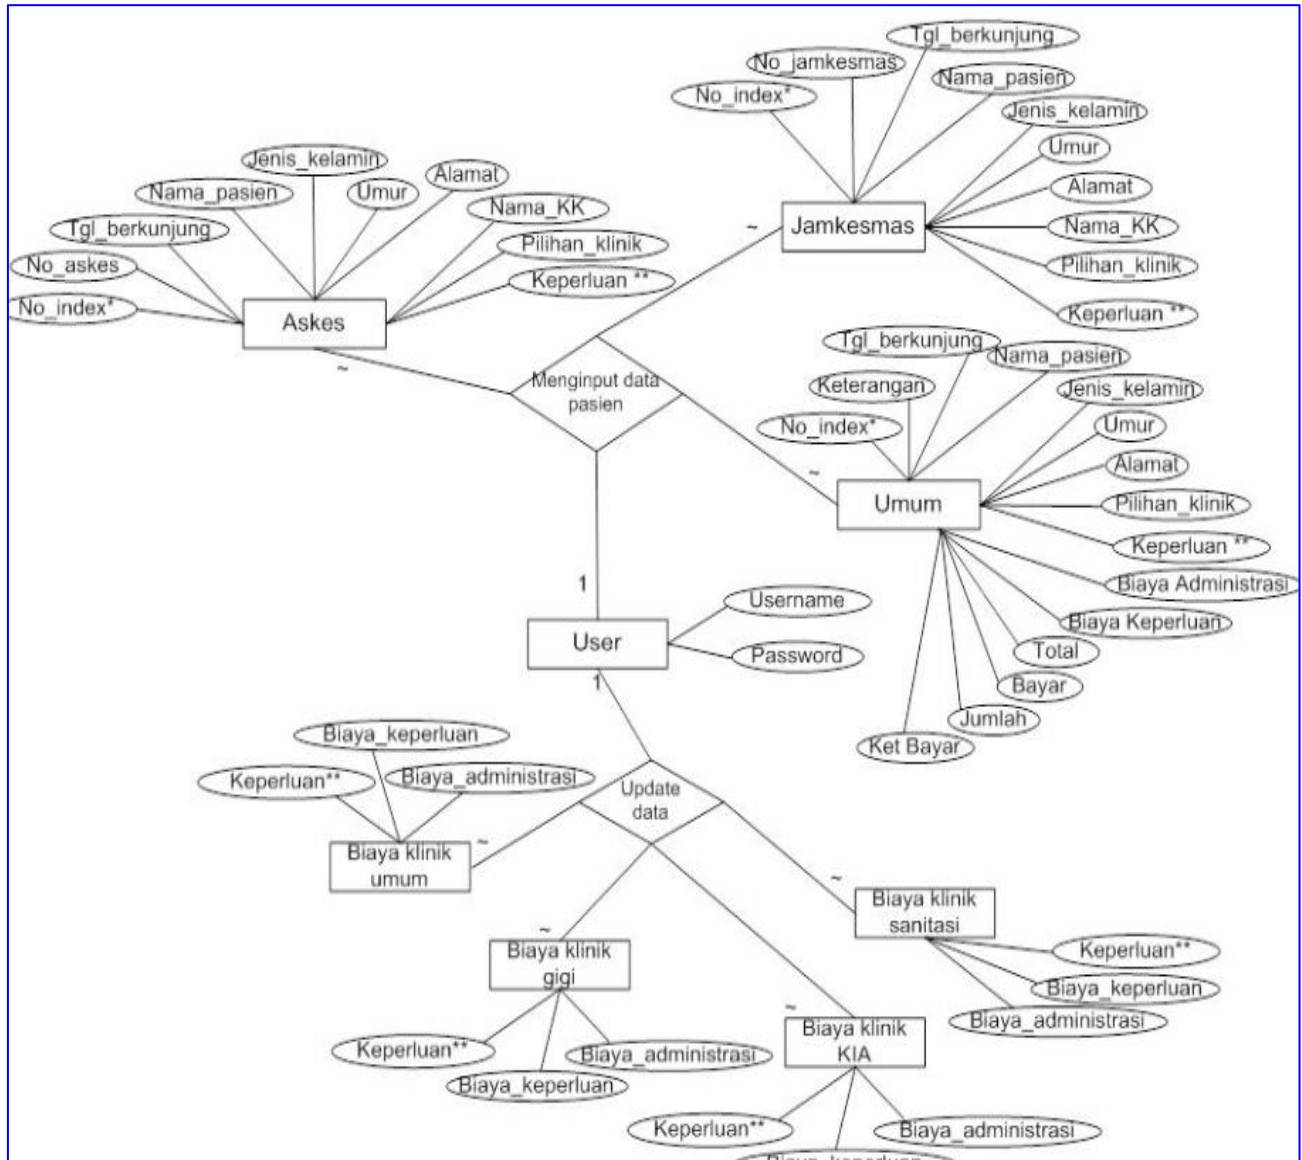 Tgl_berkunjung
No_jamkesmas
Nama_pasien
No_index*
Jenis_kelamin
Umur
Alamat
Nama_KK
Pilihan_klinik
Keperluan **
~
Jamkesmas
Jenis_kelamin
Alamat
Nama_pasien
Umur
Nama_KK
Tgl_berkunjung
Pilihan_klinik
No_askes
Keperluan **
No_index*
Askes
~
Menginput data
pasien
Tgl_berkunjung
Nama_pasien
Keterangan
Jenis_kelamin
No_index*
Umur
Alamat
~
Umum
Pilihan_klinik
Keperluan **
Biaya Administrasi
Biaya Keperluan
Total
Bayar
Jumlah
Ket Bayar
1
Username
User
Password
1
Biaya_keperluan
Keperluan**
Biaya_administrasi
Update
data
~
Biaya klinik
umum
~
Biaya klinik
sanitasi
Keperluan**
Biaya_keperluan
Biaya_administrasi
~
Biaya klinik
gigi
Keperluan**
Biaya_administrasi
Biaya_keperluan
~
Biaya klinik
KIA
Keperluan**
Biaya_administrasi
Biaya_keperluan